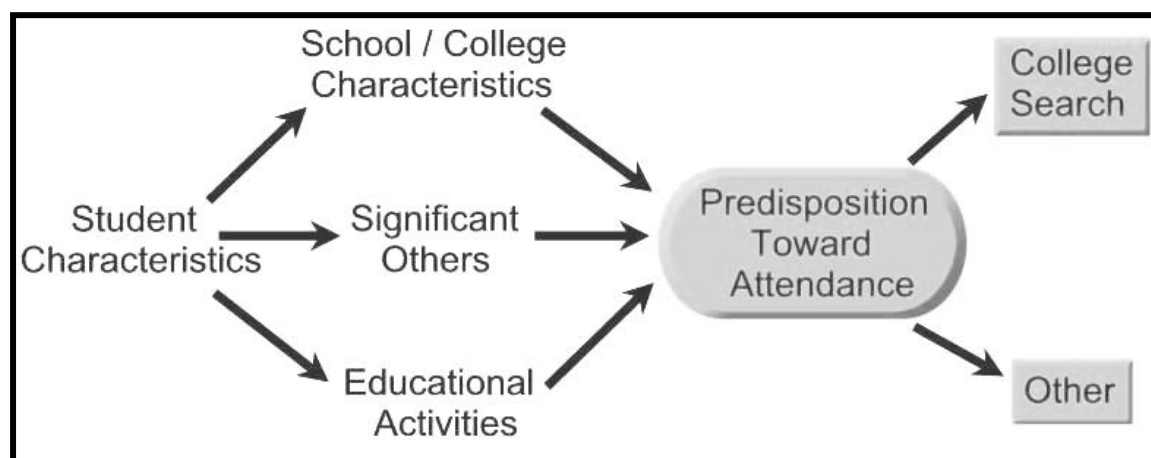 School / College
Characteristics
College
Search
Student
Characteristics
Significant
Others
Predisposition
Toward
Attendance
Educational
Activities
Other